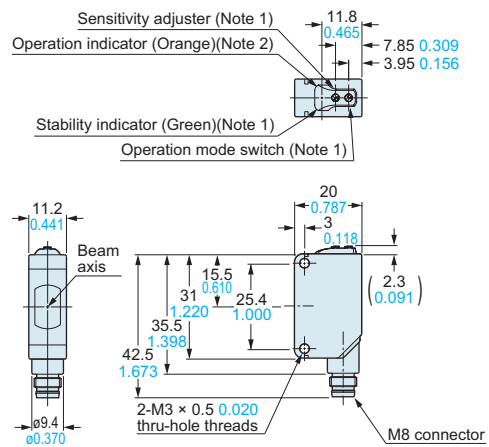 Sensitivity adjuster (Note 1)
11.8
0.465
Operation indicator (Orange)(Note 2)
7.85 0.309
3.95 0.156
Stability indicator (Green)(Note 1)
Operation mode switch (Note 1)
11.2
0.441
Beam
axis
20
0.787
3
0.118
15.5
0.610
2.3
0.091
25.4
1.000
31
1.220
35.5
1.398
42.5
1.673
ø9.4
ø0.370
2-M3 × 0.5 0.020
thru-hole threads
M8 connector